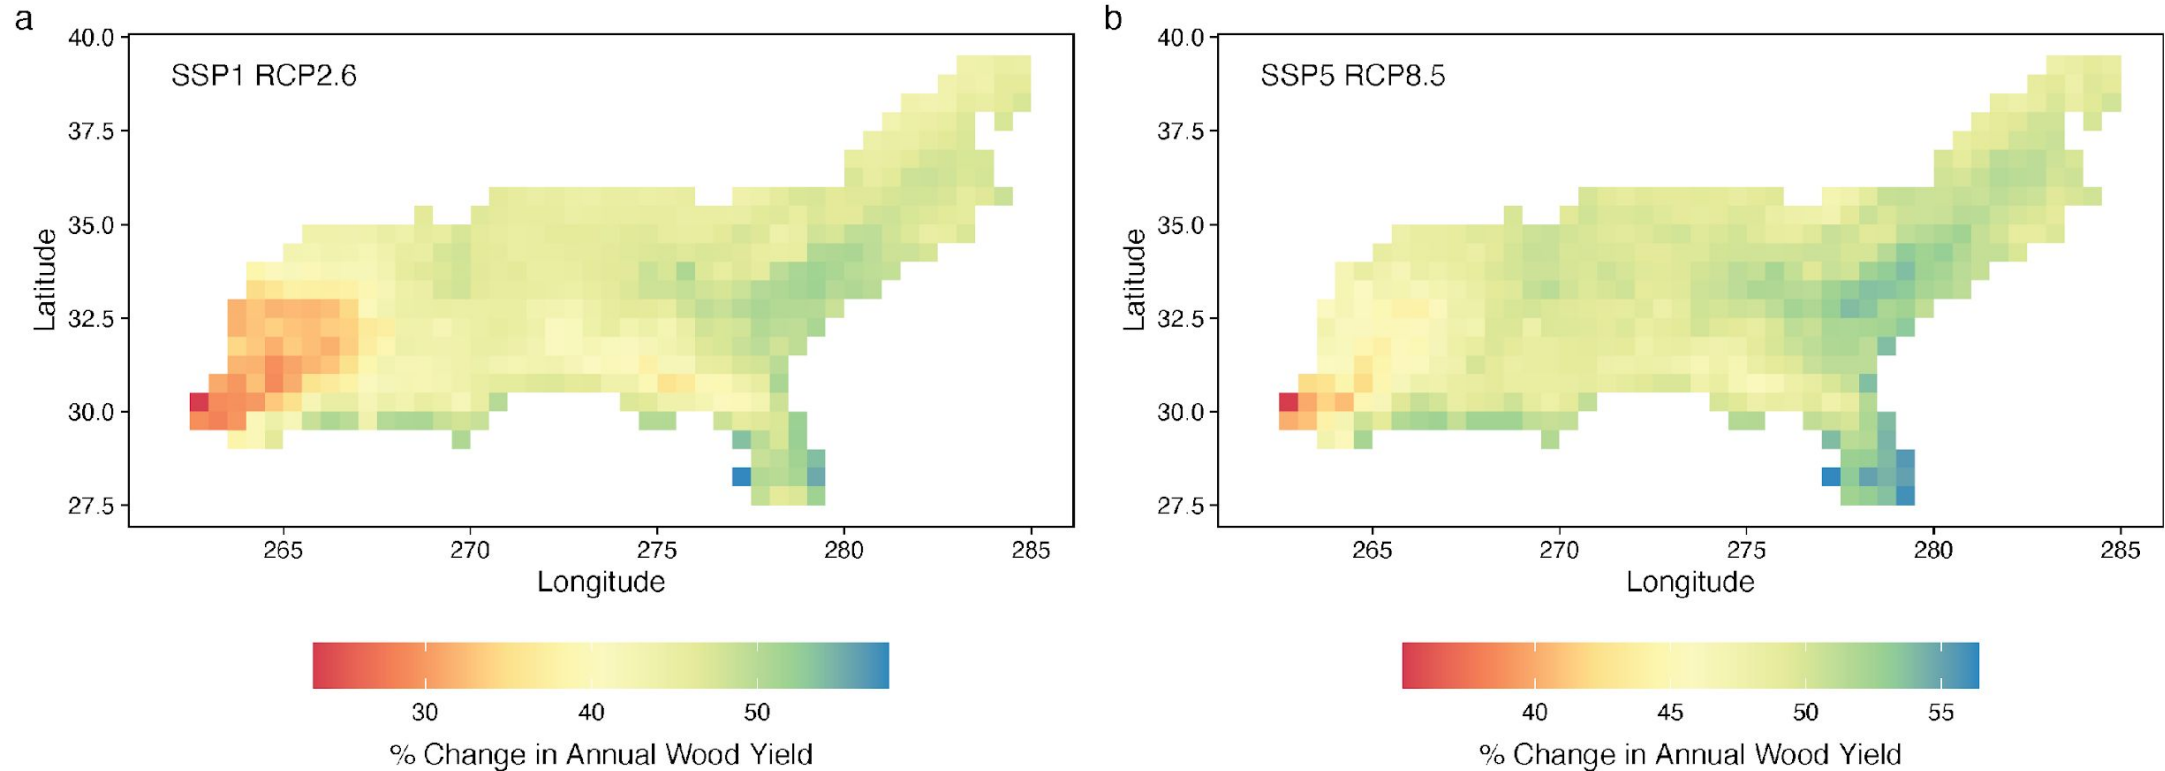 a
SSP1 RCP2.6
Latitude
40.0
37.5
35.0
32.5
30.0
27.5
265 270 275 280 285
Longitude
30 40 50
% Change in Annual Wood Yield
b
SSP5 RCP8.5
Latitude
40.0
37.5
35.0
32.5
30.0
27.5
265 270 275 280 285
Longitude
40 45 50 55
% Change in Annual Wood Yield